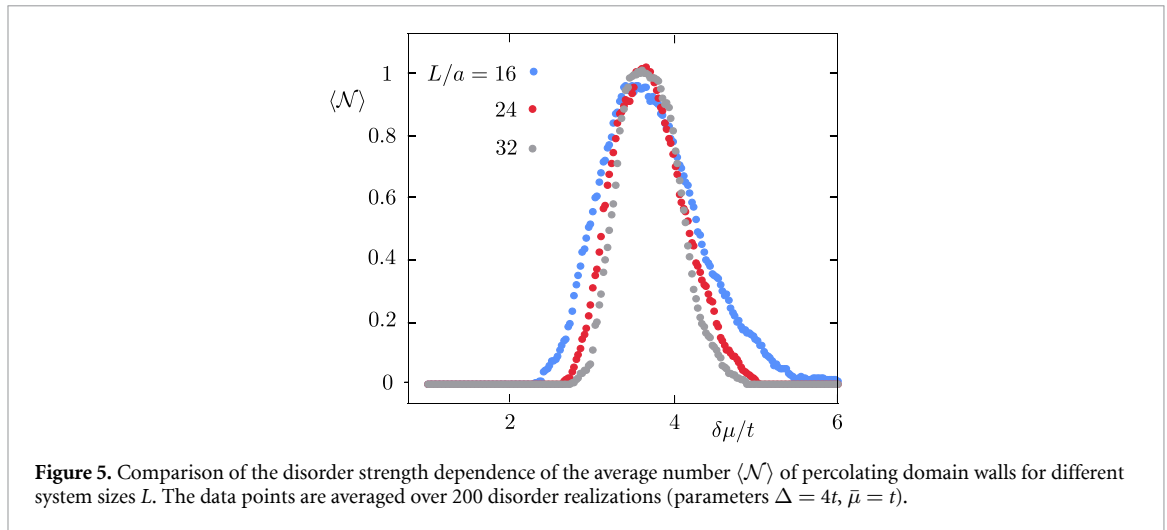 L/a = 16
1
⟨𝒩⟩
24
0.8
32
0.6
0.4
0.2
0
2
4
δμ/t
6
Figure 5. Comparison of the disorder strength dependence of the average number ⟨𝒩⟩ of percolating domain walls for different
system sizes L. The data points are averaged over 200 disorder realizations (parameters Δ = 4t, μ̄ = t).